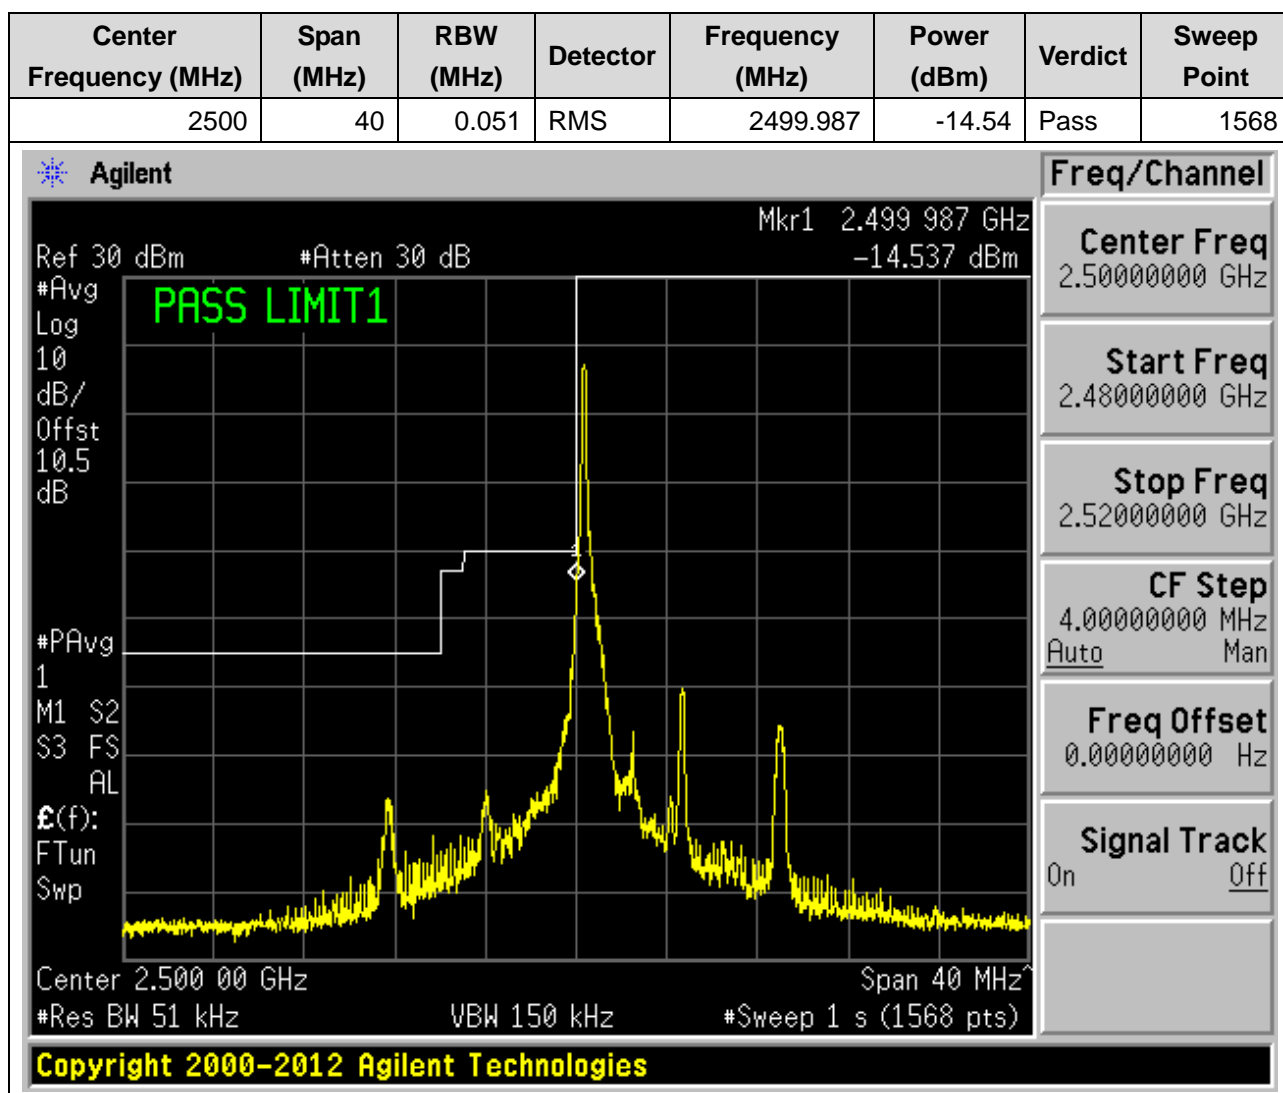 Center Frequency (MHz) Span (MHz) RBW (MHz) Detector Frequency (MHz) Power (dBm) Verdict Sweep Point
2500 40 0.051 RMS 2499.987 -14.54 Pass 1568
Agilent
Freq/Channel
Mkr1 2.499 987 GHz
Ref 30 dBm #Atten 30 dB -14.537 dBm
#Avg
Log
10
dB/
Offst
10.5
dB
PASS LIMIT1
1
#PAvg
1
M1 S2
S3 FS
AL
£(f):
FTun
Swp
Center 2.500 00 GHz Span 40 MHz^
#Res BW 51 kHz VBW 150 kHz #Sweep 1 s (1568 pts)
Center Freq
2.50000000 GHz
Start Freq
2.48000000 GHz
Stop Freq
2.52000000 GHz
CF Step
4.00000000 MHz
Auto Man
Freq Offset
0.00000000 Hz
Signal Track
On Off
Copyright 2000-2012 Agilent Technologies